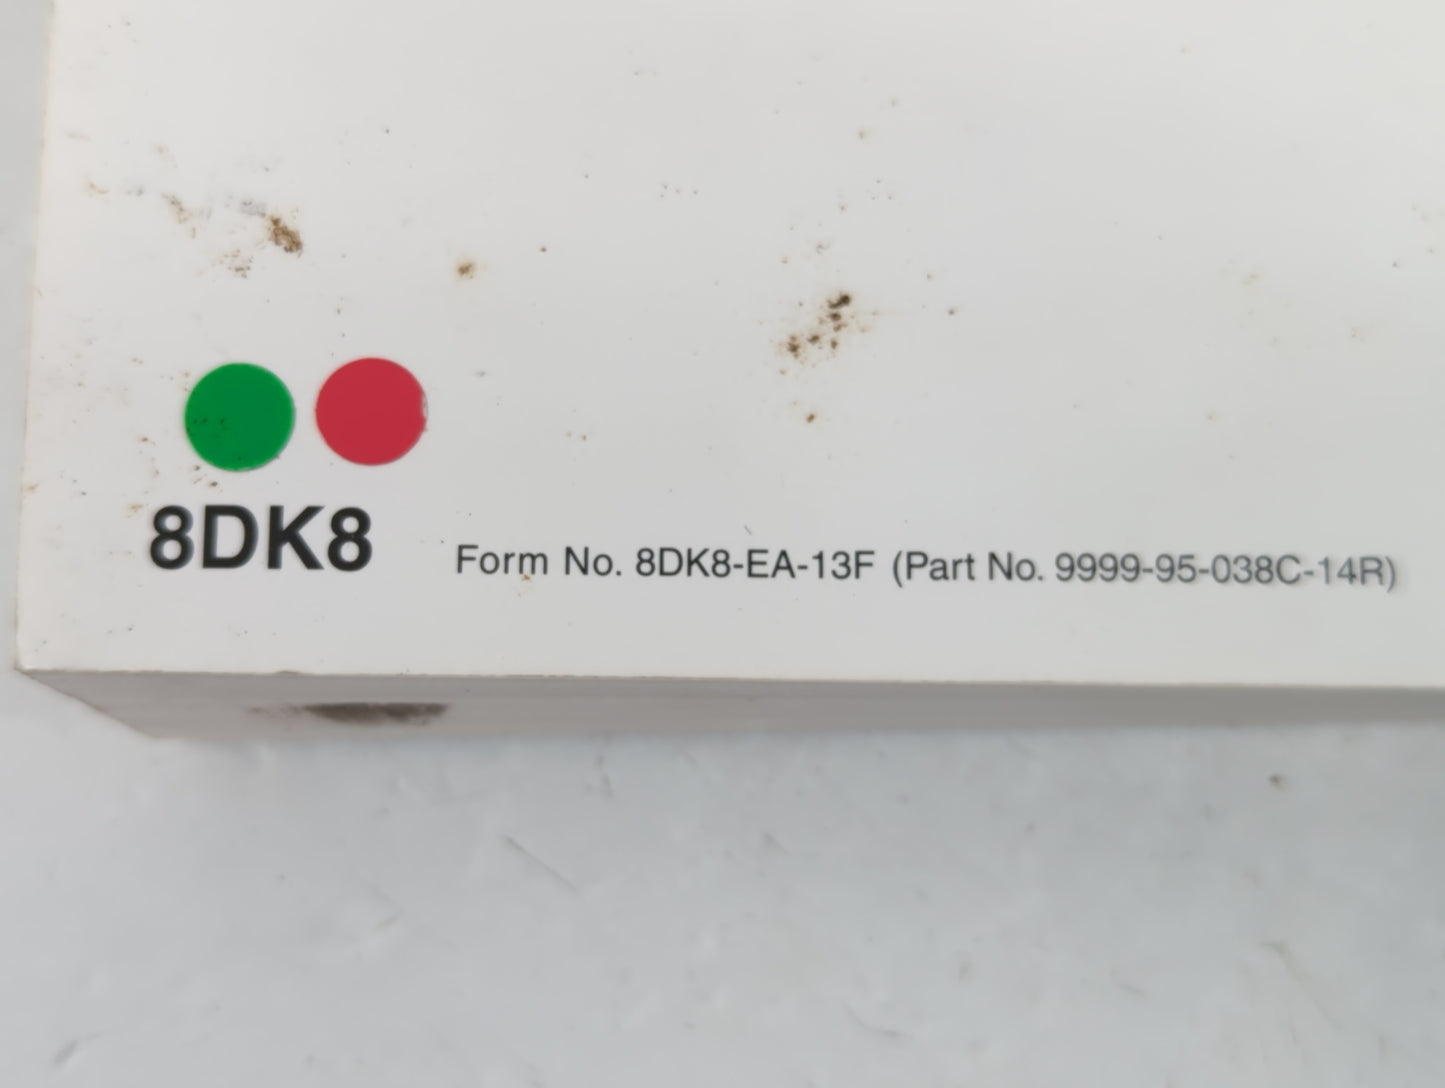 8DK8
Form No. 8DK8-EA-13F (Part No. 9999-95-038C-14R)